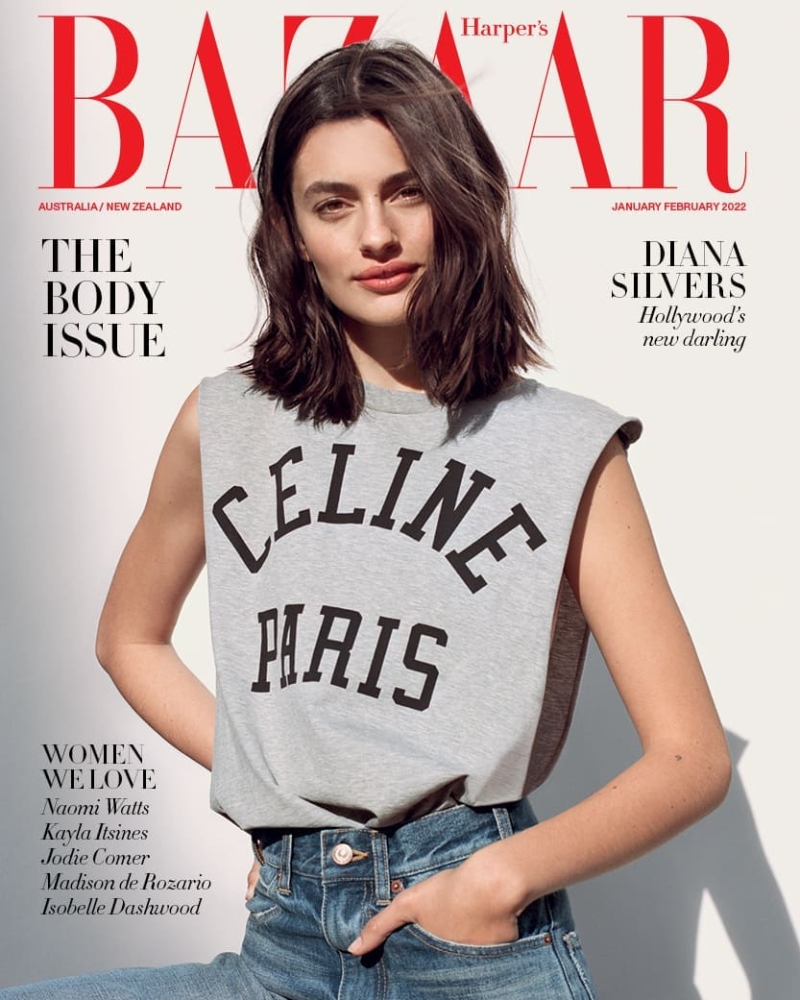 Harper's
BAZAAR
AUSTRALIA / NEW ZEALAND
JANUARY FEBRUARY 2022
THE
BODY
ISSUE
DIANA
SILVERS
Hollywood's
new darling
CELINE
PARIS
WOMEN
WE LOVE
Naomi Watts
Kayla Itsines
Jodie Comer
Madison de Rozario
Isobelle Dashwood